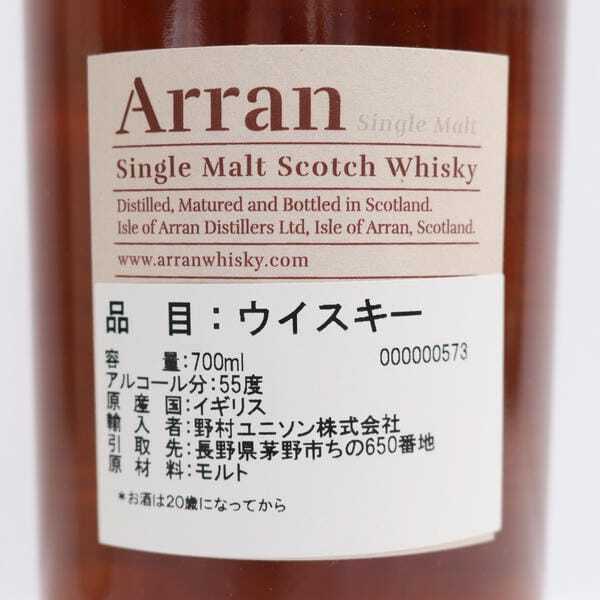 Arran Single Malt
Single Malt Scotch Whisky
Distilled, Matured and Bottled in Scotland.
Isle of Arran Distillers Ltd, Isle of Arran, Scotland.
www.arranwhisky.com
品　目：ウイスキー
容　量：700ml 000000573
アルコール分：55度
原産国：イギリス
輸入者：野村ユニソン株式会社
引取先：長野県茅野市ちの650番地
原材料：モルト
*お酒は20歳になってから